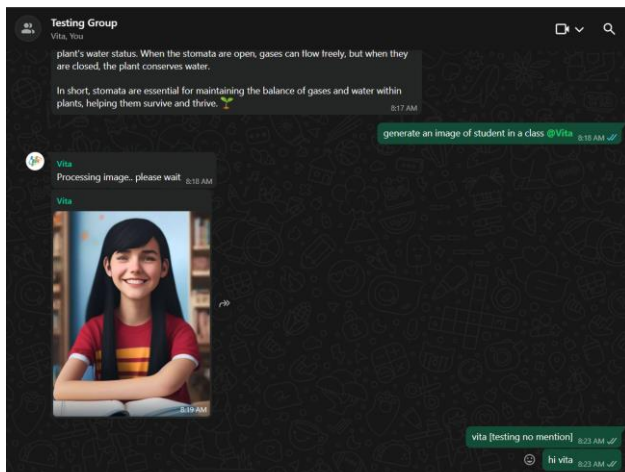 Testing Group
Vita, You
plant's water status. When the stomata are open, gases can flow freely, but when they
are closed, the plant conserves water.
In short, stomata are essential for maintaining the balance of gases and water within
plants, helping them survive and thrive. 🌱
8:17 AM
generate an image of student in a class @Vita 8:18 AM
Vita
Processing image.. please wait 8:18 AM
Vita
8:19 AM
vita [testing no mention] 8:23 AM
hi vita 8:23 AM